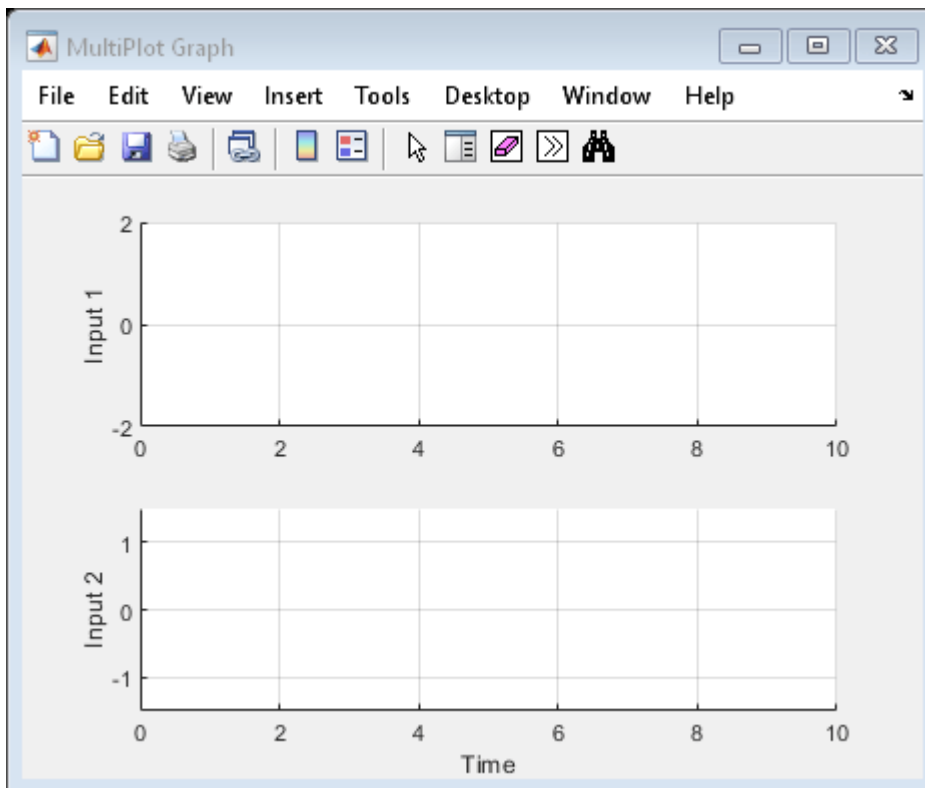 MultiPlot Graph
File Edit View Insert Tools Desktop Window Help
2
Input 1
0
-2
0 2 4 6 8 10
1
Input 2
0
-1
0 2 4 6 8 10
Time